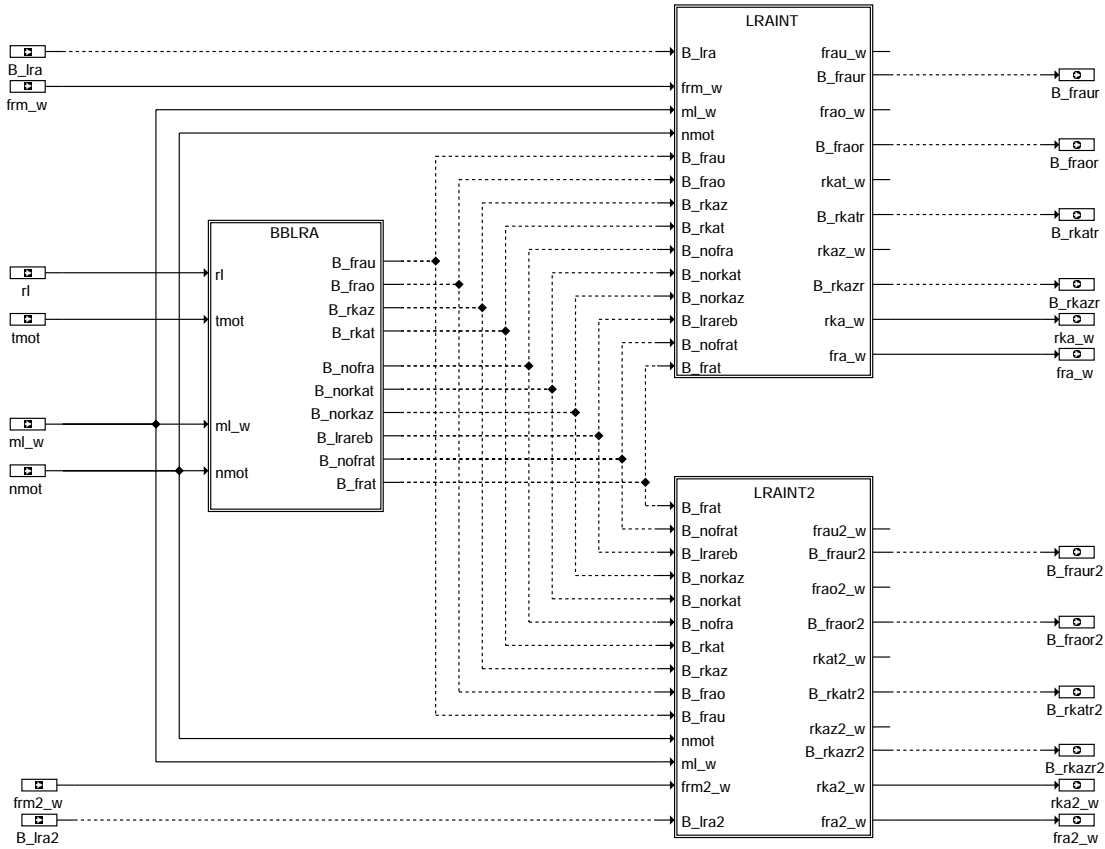 B_lra
frm_w
rl
tmot
ml_w
nmot
frm2_w
B_lra2
BBLRA
rl
tmot
ml_w
nmot
B_frau
B_frao
B_rkaz
B_rkat
B_nofra
B_norkat
B_norkaz
B_lrareb
B_nofrat
B_frat
LRAINT
B_lra
frm_w
ml_w
nmot
B_frau
B_frao
B_rkaz
B_rkat
B_nofra
B_norkat
B_norkaz
B_lrareb
B_nofrat
B_frat
frau_w
B_fraur
frao_w
B_fraor
rkat_w
B_rkatr
rkaz_w
B_rkazr
rka_w
fra_w
B_fraur
B_fraor
B_rkatr
B_rkazr
rka_w
fra_w
LRAINT2
B_frat
B_nofrat
B_lrareb
B_norkaz
B_norkat
B_nofra
B_rkat
B_rkaz
B_frao
B_frau
nmot
ml_w
frm2_w
B_lra2
frau2_w
B_fraur2
frao2_w
B_fraor2
rkat2_w
B_rkatr2
rkaz2_w
B_rkazr2
rka2_w
fra2_w
B_fraur2
B_fraor2
B_rkatr2
B_rkazr2
rka2_w
fra2_w